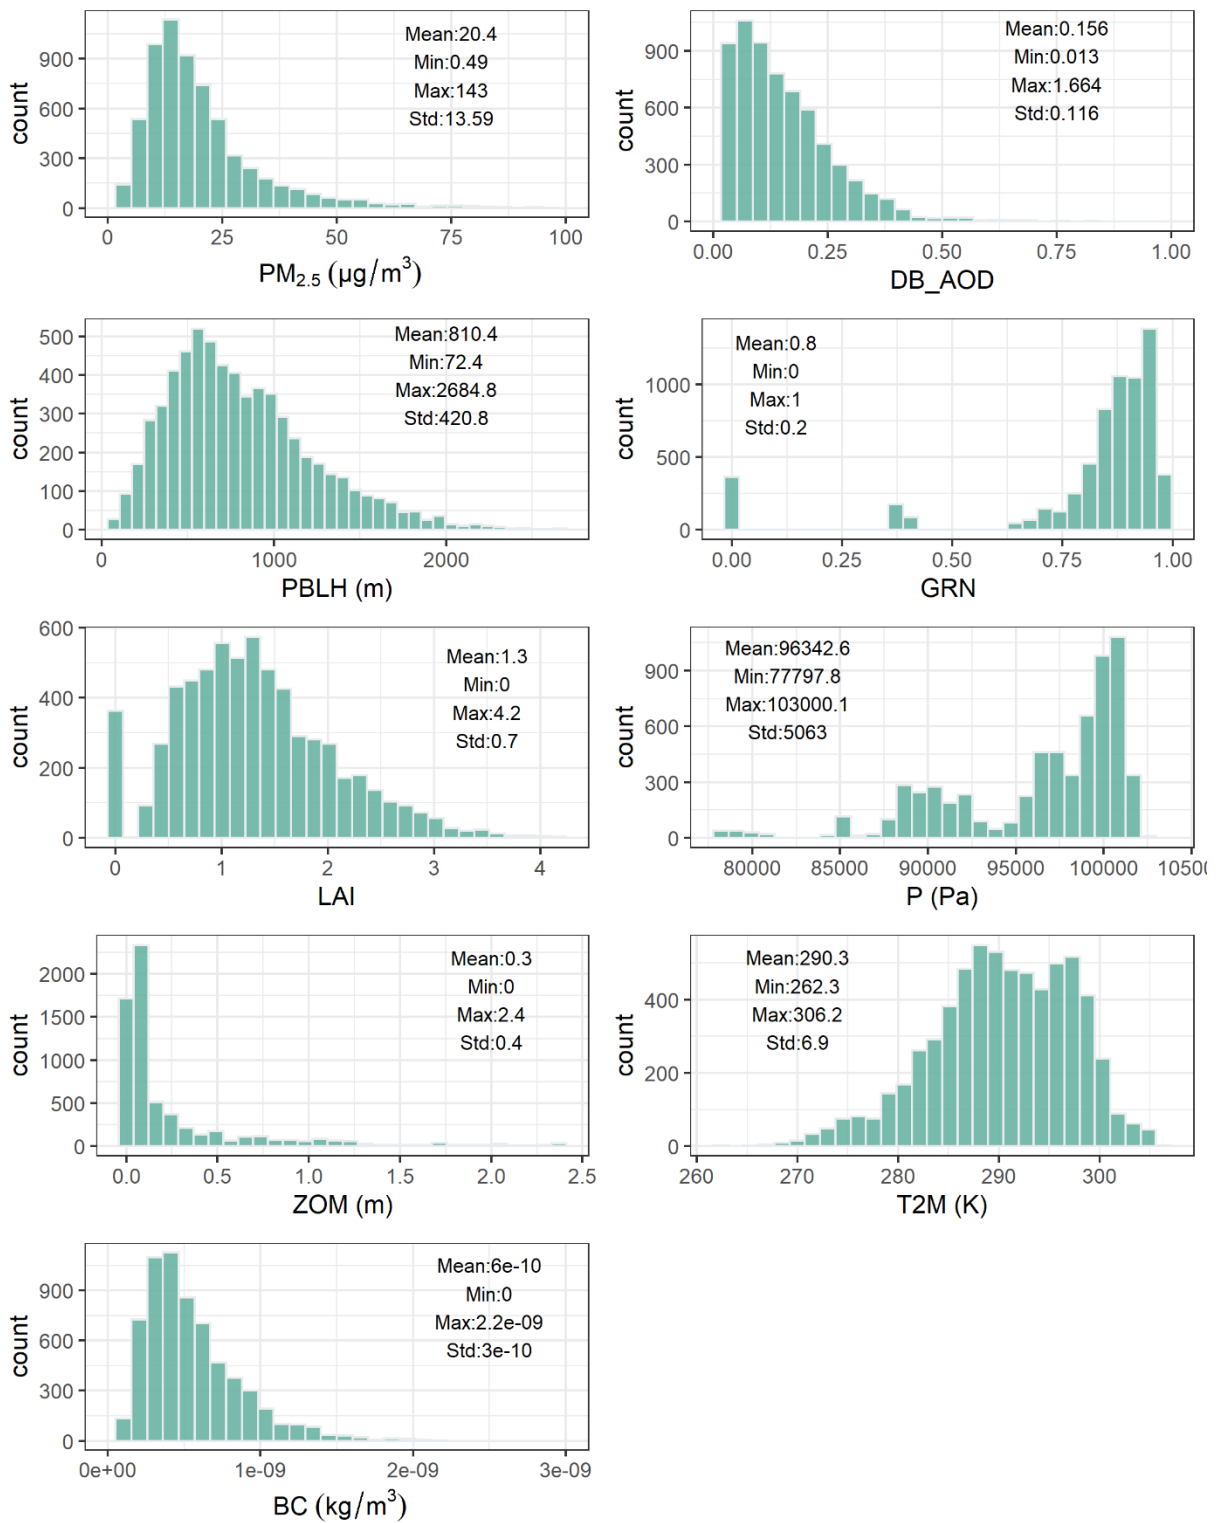 Mean:20.4
Min:0.49
Max:143
Std:13.59
count
900
600
300
0
0
25
50
75
100
PM2.5 (µg/m3)
Mean:0.156
Min:0.013
Max:1.664
Std:0.116
count
900
600
300
0
0.00
0.25
0.50
0.75
1.00
DB_AOD
Mean:810.4
Min:72.4
Max:2684.8
Std:420.8
count
500
400
300
200
100
0
0
1000
2000
PBLH (m)
Mean:0.8
Min:0
Max:1
Std:0.2
count
1000
500
0
0.00
0.25
0.50
0.75
1.00
GRN
Mean:1.3
Min:0
Max:4.2
Std:0.7
count
600
400
200
0
0
1
2
3
4
LAI
Mean:96342.6
Min:77797.8
Max:103000.1
Std:5063
count
900
600
300
0
80000
85000
90000
95000
100000
10500
P (Pa)
Mean:0.3
Min:0
Max:2.4
Std:0.4
count
2000
1500
1000
500
0
0.0
0.5
1.0
1.5
2.0
2.5
ZOM (m)
Mean:290.3
Min:262.3
Max:306.2
Std:6.9
count
400
200
0
260
270
280
290
300
T2M (K)
Mean:6e-10
Min:0
Max:2.2e-09
Std:3e-10
count
900
600
300
0
0e+00
1e-09
2e-09
3e-09
BC (kg/m3)